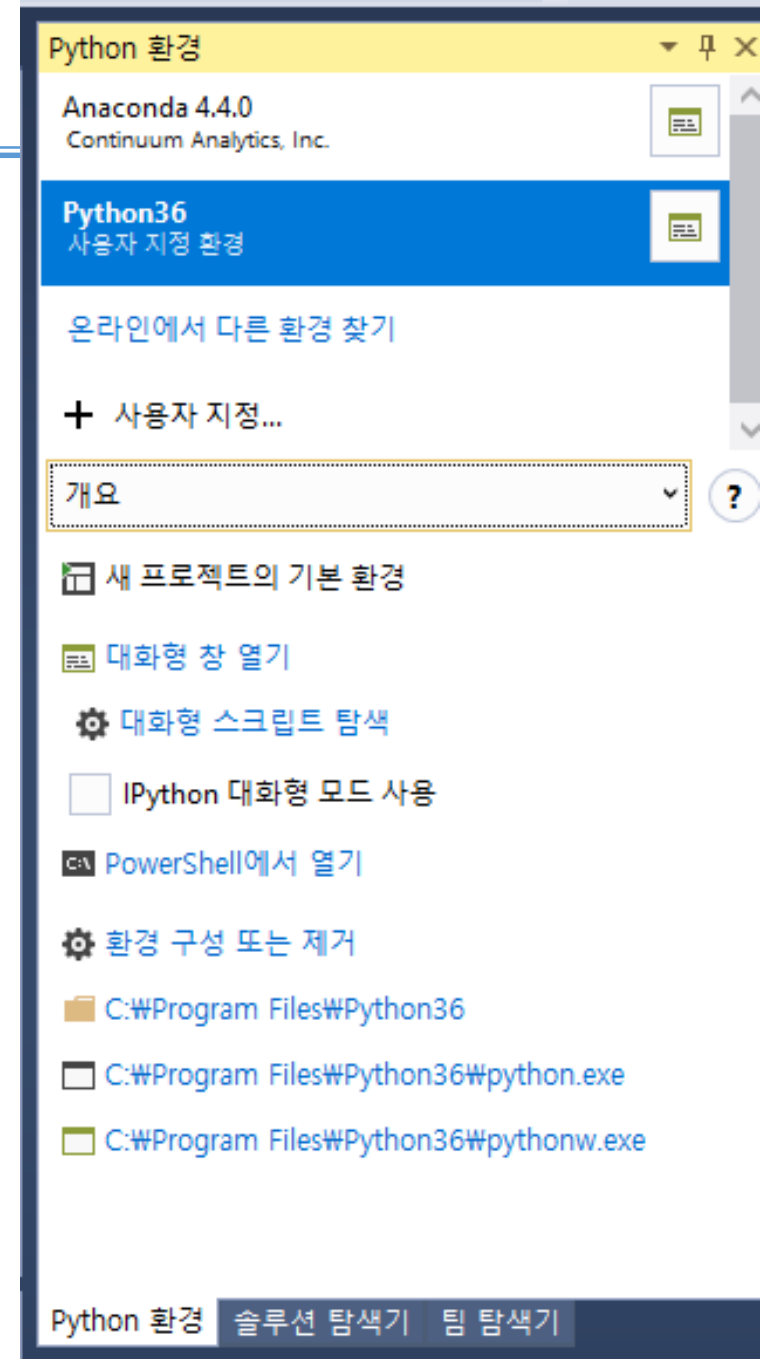 Python 환경
Anaconda 4.4.0
Continuum Analytics, Inc.
Python36
사용자 지정 환경
온라인에서 다른 환경 찾기
+ 사용자 지정...
개요
?
새 프로젝트의 기본 환경
대화형 창 열기
대화형 스크립트 탐색
IPython 대화형 모드 사용
C:\ PowerShell에서 열기
환경 구성 또는 제거
C:₩Program Files₩Python36
C:₩Program Files₩Python36₩python.exe
C:₩Program Files₩Python36₩pythonw.exe
Python 환경 솔루션 탐색기 팀 탐색기